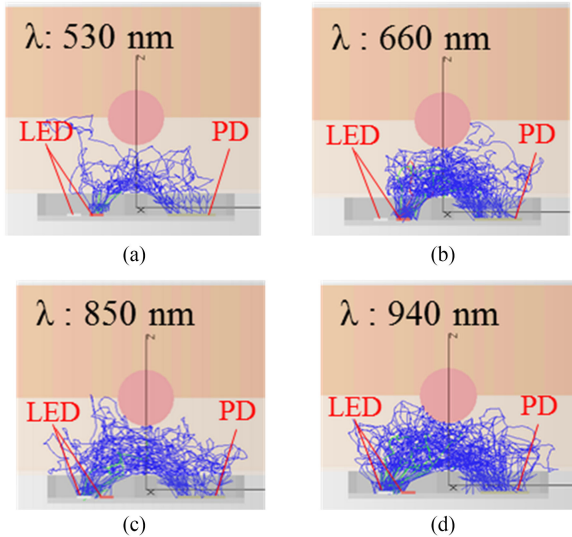 λ: 530 nm
z
LED
PD
x
(a)
λ : 660 nm
z
LED
PD
x
(b)
λ : 850 nm
z
LED
PD
x
(c)
λ : 940 nm
z
LED
PD
x
(d)